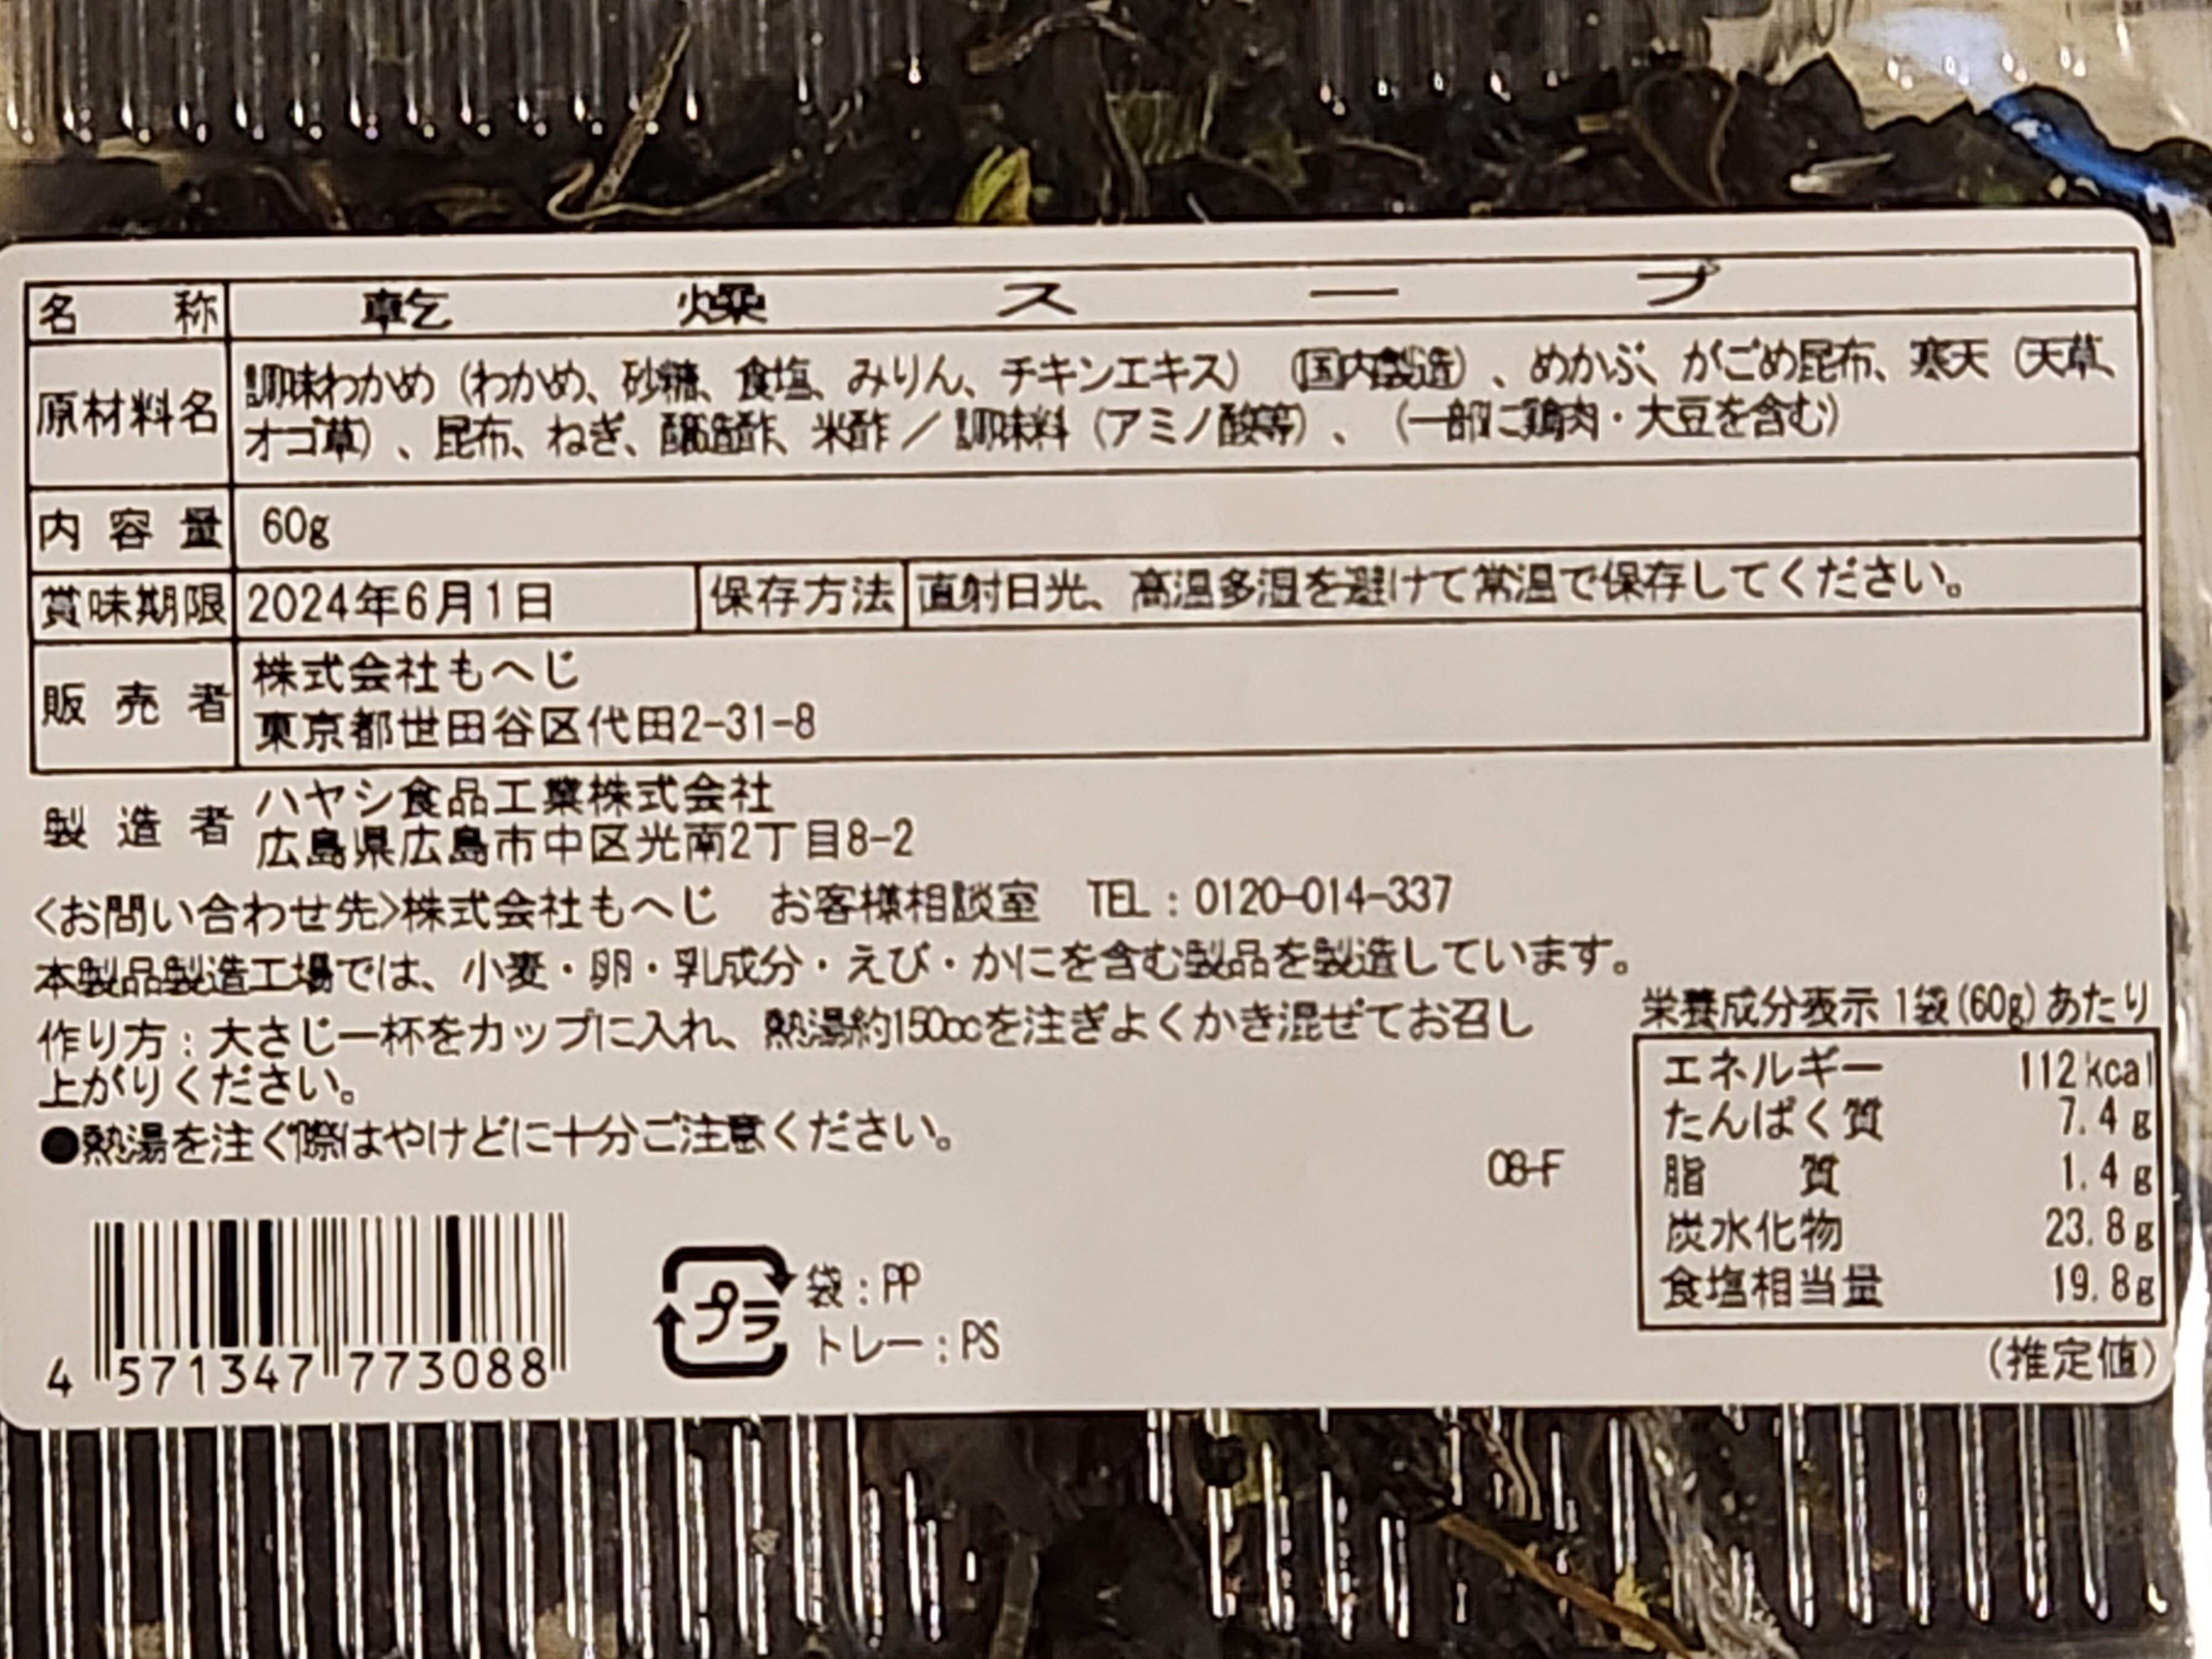 名称 乾燥スープ
原材料名 調味わかめ（わかめ、砂糖、食塩、みりん、チキンエキス）（国内製造）、めかぶ、がごめ昆布、寒天（天草、
オゴ草）、昆布、ねぎ、醸造酢、米酢／調味料（アミノ酸等）、（一部に鶏肉・大豆を含む）
内容量 60g
賞味期限 2024年6月1日 保存方法 直射日光、高温多湿を避けて常温で保存してください。
販売者 株式会社もへじ
東京都世田谷区代田2-31-8
製造者 ハヤシ食品工業株式会社
広島県広島市中区光南2丁目8-2
<お問い合わせ先>株式会社もへじ お客様相談室 TEL：0120-014-337
本製品製造工場では、小麦・卵・乳成分・えび・かにを含む製品を製造しています。
作り方：大さじ一杯をカップに入れ、熱湯約150ccを注ぎよくかき混ぜてお召し
上がりください。
●熱湯を注ぐ際はやけどに十分ご注意ください。
08-F
栄養成分表示 1袋(60g)あたり
エネルギー 112kcal
たんぱく質 7.4g
脂質 1.4g
炭水化物 23.8g
食塩相当量 19.8g
(推定値)
4 571347 773088
プラ 袋：PP
トレー：PS